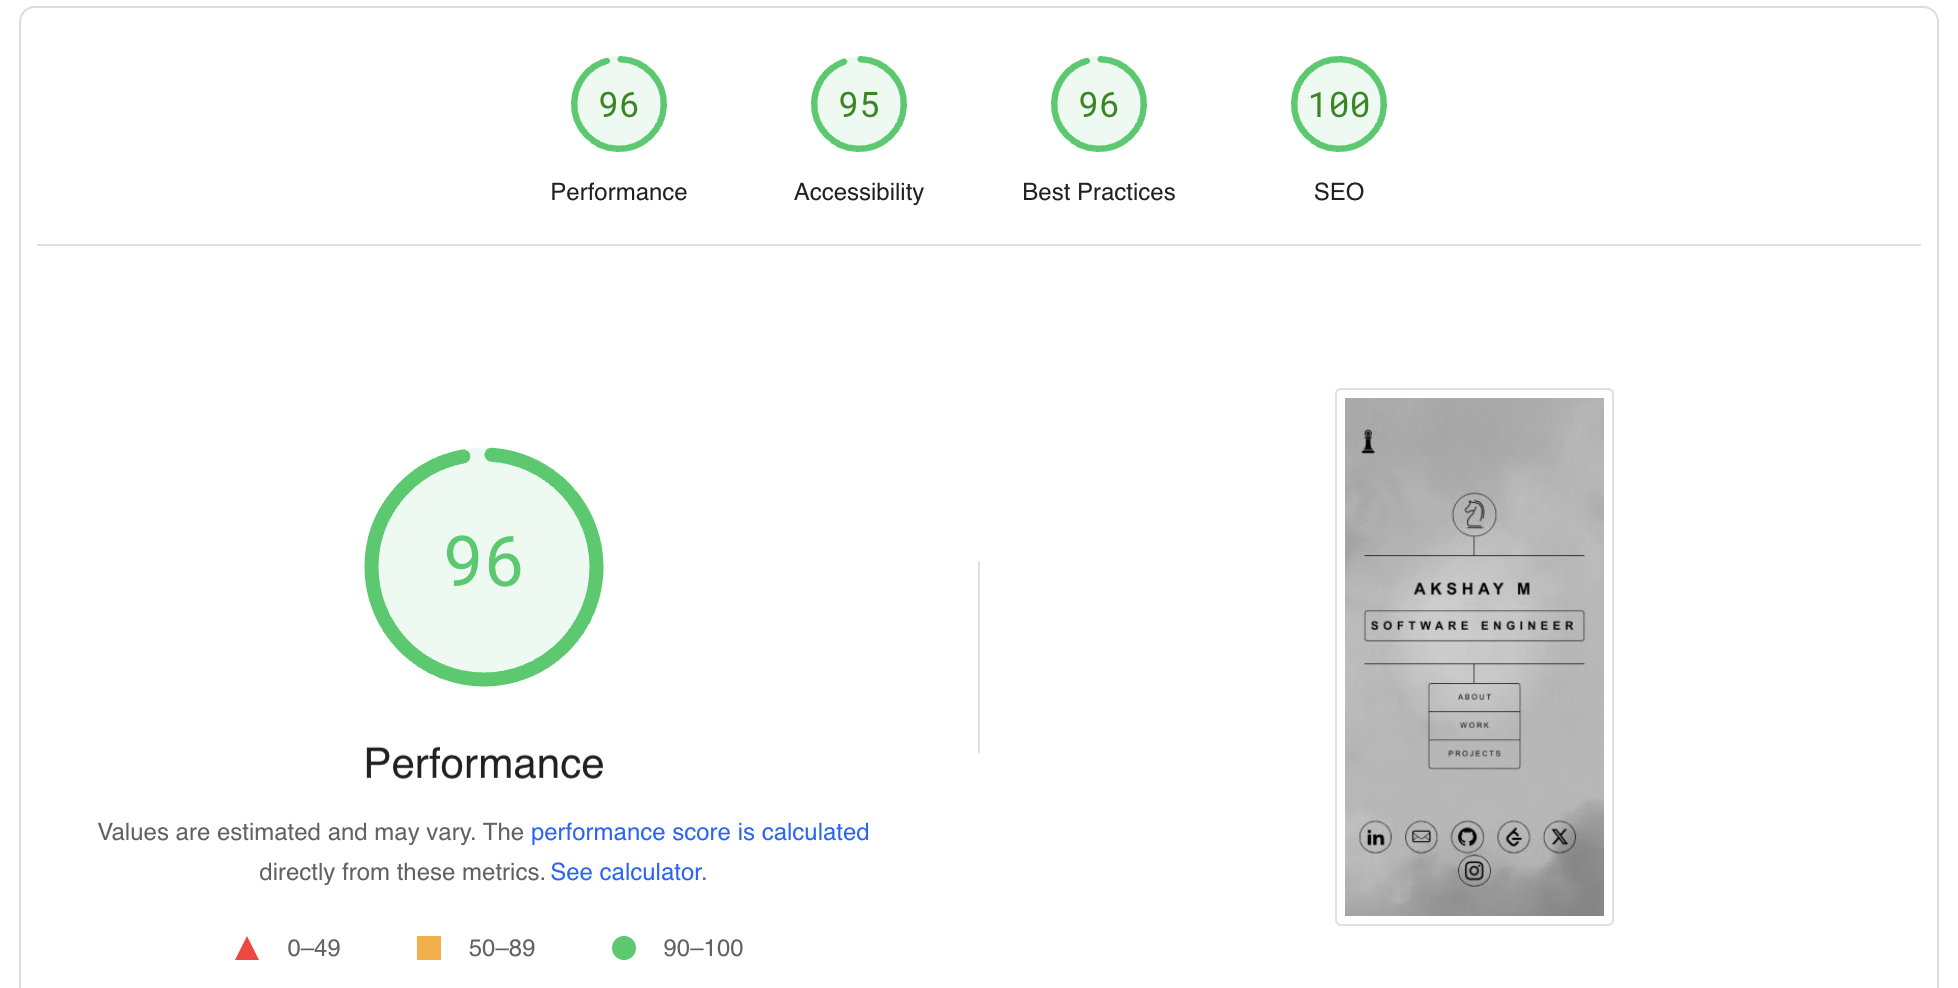 96
95
96
100
Performance
Accessibility
Best Practices
SEO
96
Performance
Values are estimated and may vary. The performance score is calculated
directly from these metrics. See calculator.
0–49
50–89
90–100
AKSHAY M
SOFTWARE ENGINEER
ABOUT
WORK
PROJECTS
in